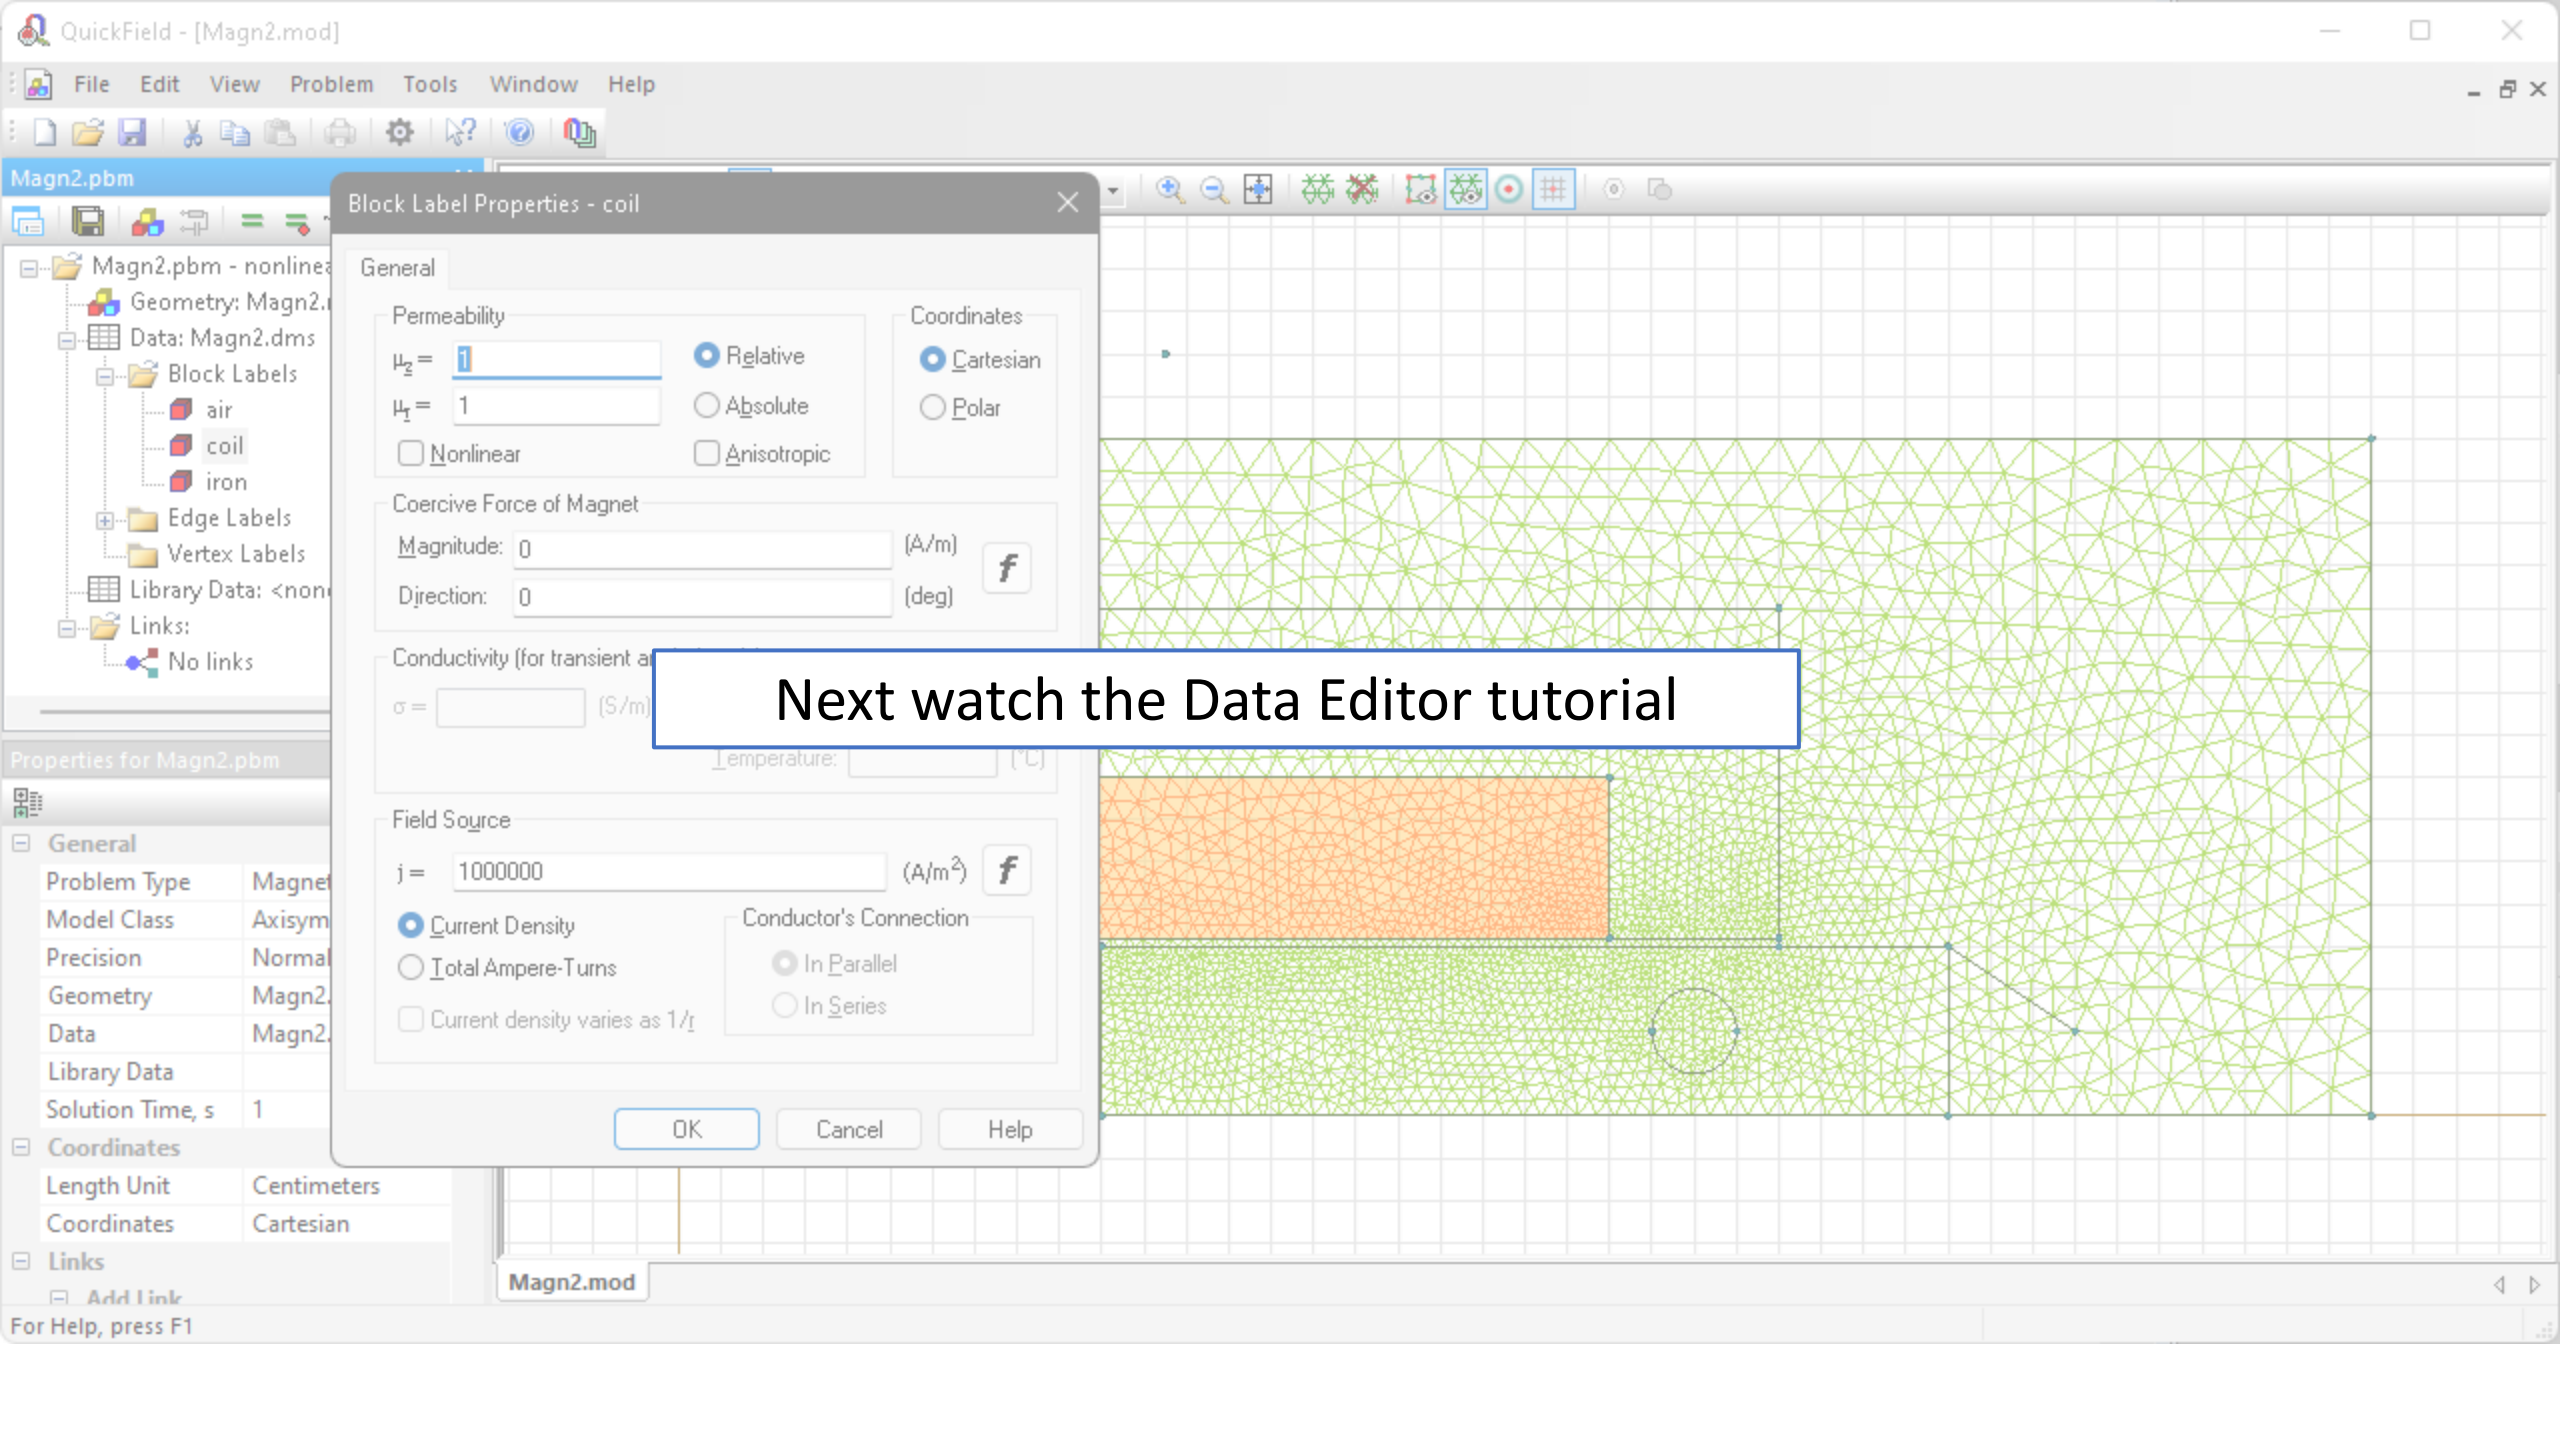 QuickField - [Magn2.mod]
File Edit View Problem Tools Window Help
Magn2.pbm
Magn2.pbm - nonlinea
Geometry: Magn2.
Data: Magn2.dms
Block Labels
air
coil
iron
Edge Labels
Vertex Labels
Library Data: <non
Links:
No links
Properties for Magn2.pbm
General
Problem Type Magnet
Model Class Axisym
Precision Normal
Geometry Magn2.
Data Magn2.
Library Data
Solution Time, s 1
Coordinates
Length Unit Centimeters
Coordinates Cartesian
Links
Add Link
For Help, press F1
Block Label Properties - coil
General
Permeability
μz = 1
μr = 1
Relative
Absolute
Nonlinear
Anisotropic
Coordinates
Cartesian
Polar
Coercive Force of Magnet
Magnitude: 0 (A/m)
Direction: 0 (deg)
f
Conductivity (for transient a
σ = (S/m)
Temperature: (°C)
Field Source
j = 1000000 (A/m²)
f
Current Density
Total Ampere-Turns
Current density varies as 1/r
Conductor's Connection
In Parallel
In Series
OK Cancel Help
Next watch the Data Editor tutorial
Magn2.mod